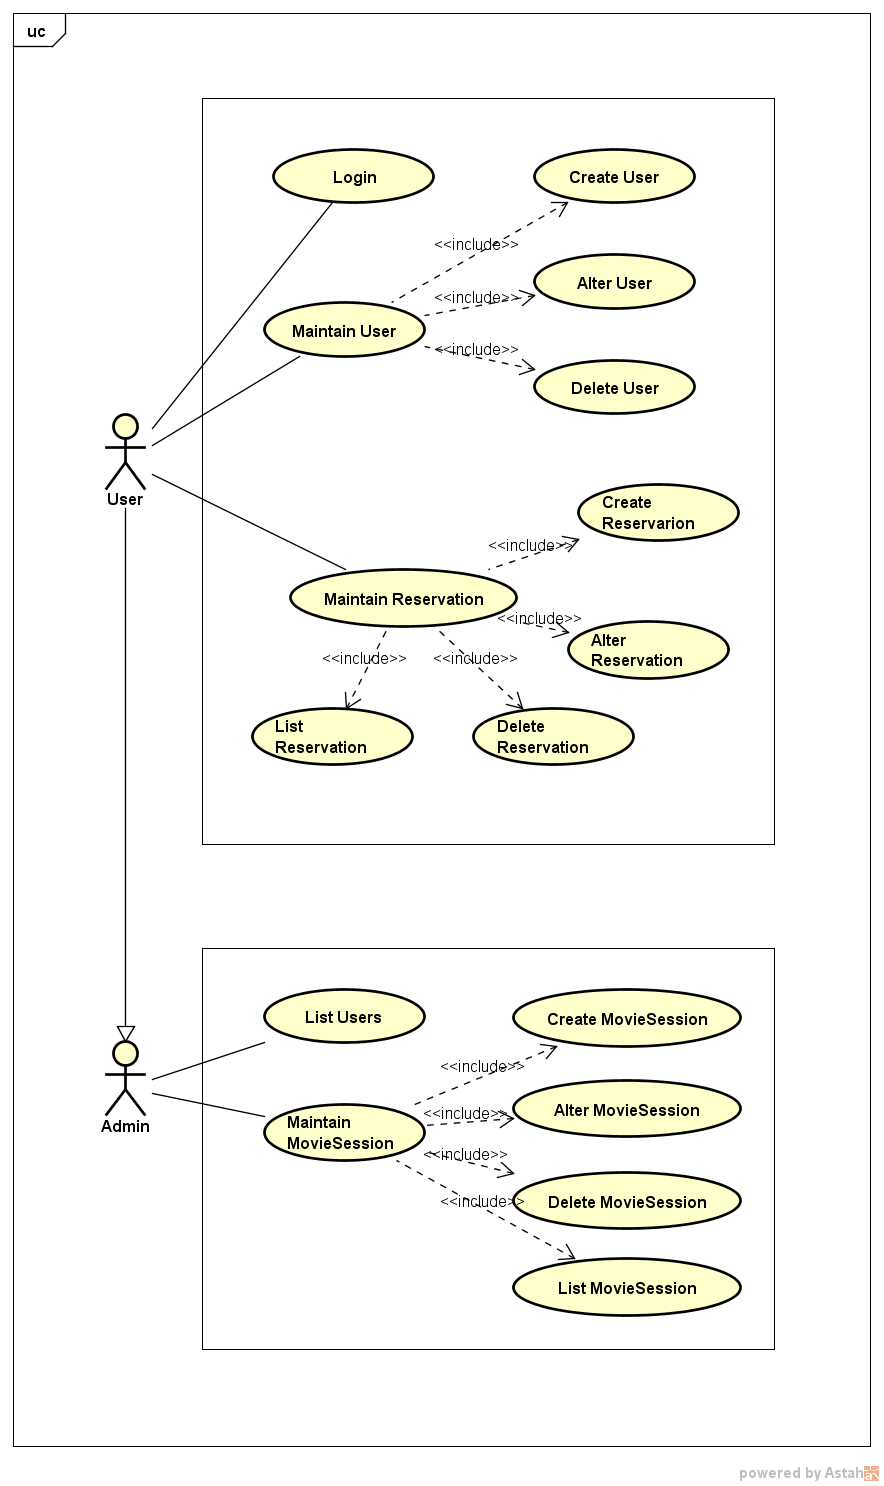 uc
Login
Create User
<<include>>
Alter User
<<include>>
Maintain User
<<include>>
Delete User
User
Create
Reservarion
<<include>>
Maintain Reservation
<<include>>
Alter
Reservation
<<include>>
<<include>>
List
Reservation
Delete
Reservation
List Users
Create MovieSession
<<include>>
Admin
Maintain
MovieSession
<<include>>
Alter MovieSession
<<include>>
<<include>>
Delete MovieSession
List MovieSession
powered by Astah